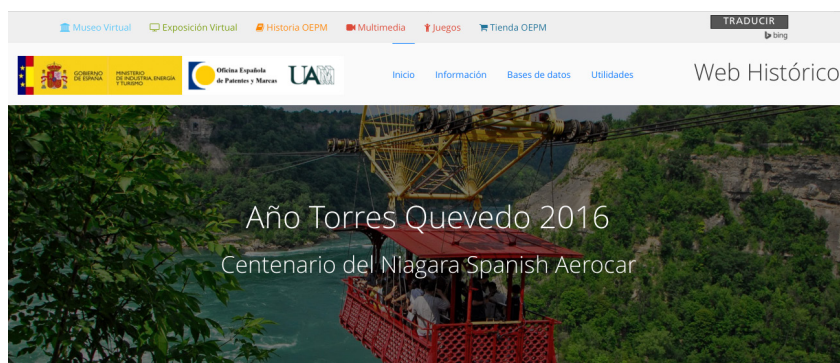 Museo Virtual Exposición Virtual Historia OEPM Multimedia Juegos Tienda OEPM
TRADUCIR
bing
GOBIERNO
DE ESPAÑA
MINISTERIO
DE INDUSTRIA, ENERGÍA
Y TURISMO
Oficina Española
de Patentes y Marcas
UAM
Inicio Información Bases de datos Utilidades
Web Histórico
Año Torres Quevedo 2016
Centenario del Niagara Spanish Aerocar